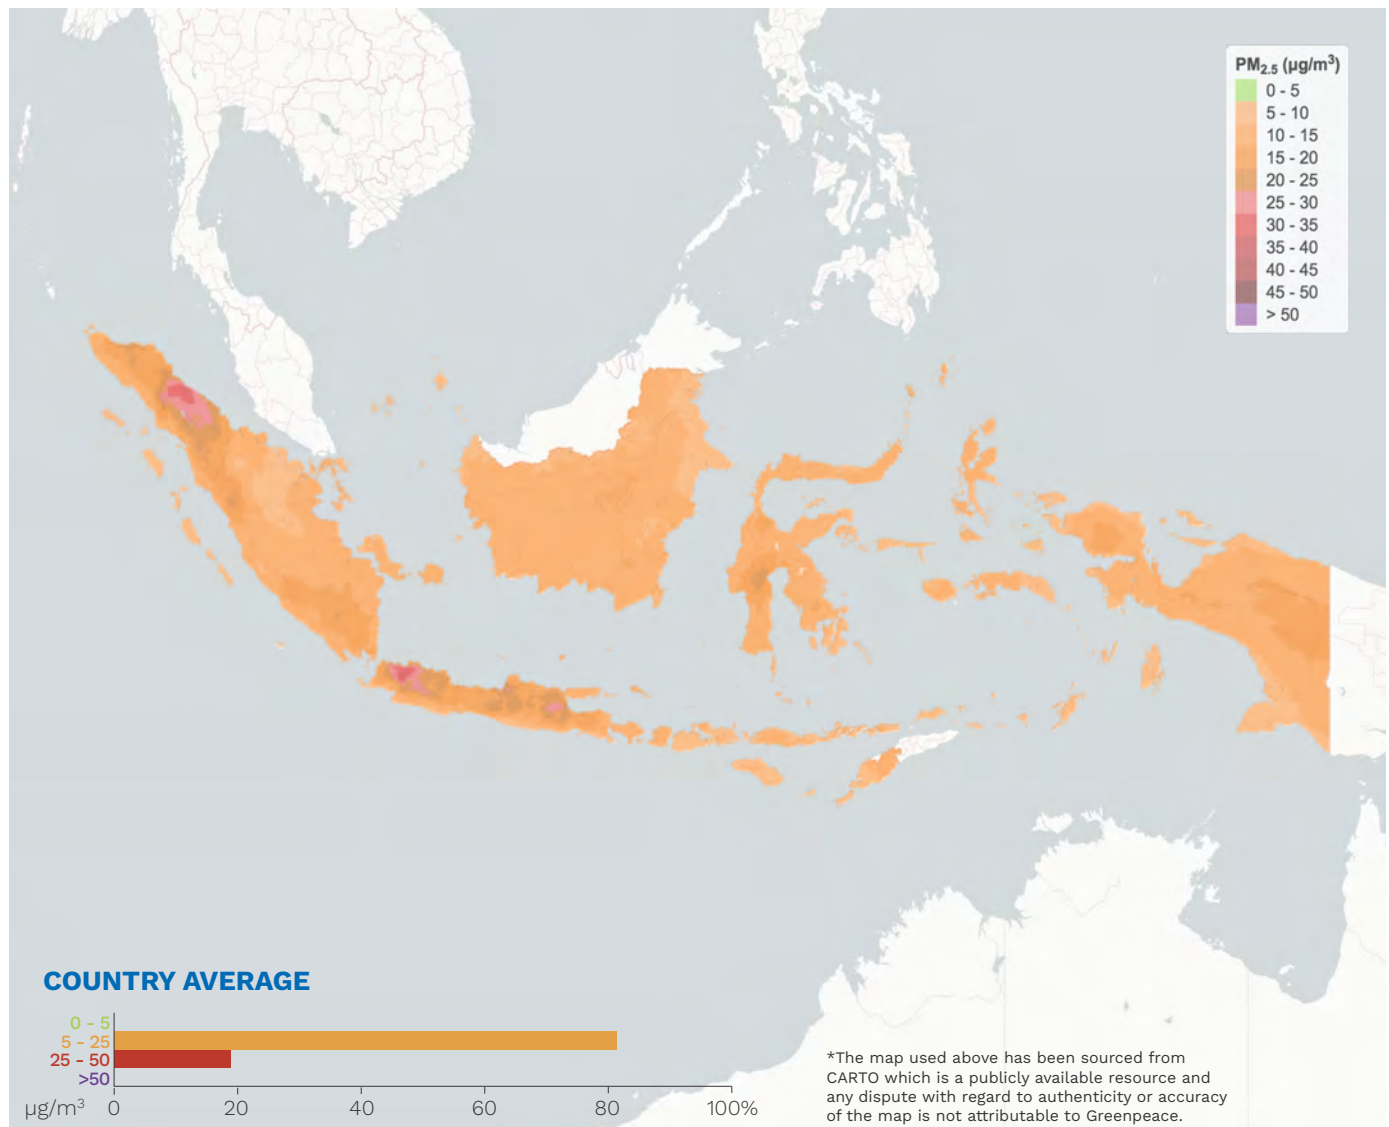 PM2.5 (µg/m³)
0 - 5
5 - 10
10 - 15
15 - 20
20 - 25
25 - 30
30 - 35
35 - 40
40 - 45
45 - 50
> 50
COUNTRY AVERAGE
0 - 5
5 - 25
25 - 50
>50
µg/m³ 0 20 40 60 80 100%
*The map used above has been sourced from
CARTO which is a publicly available resource and
any dispute with regard to authenticity or accuracy
of the map is not attributable to Greenpeace.